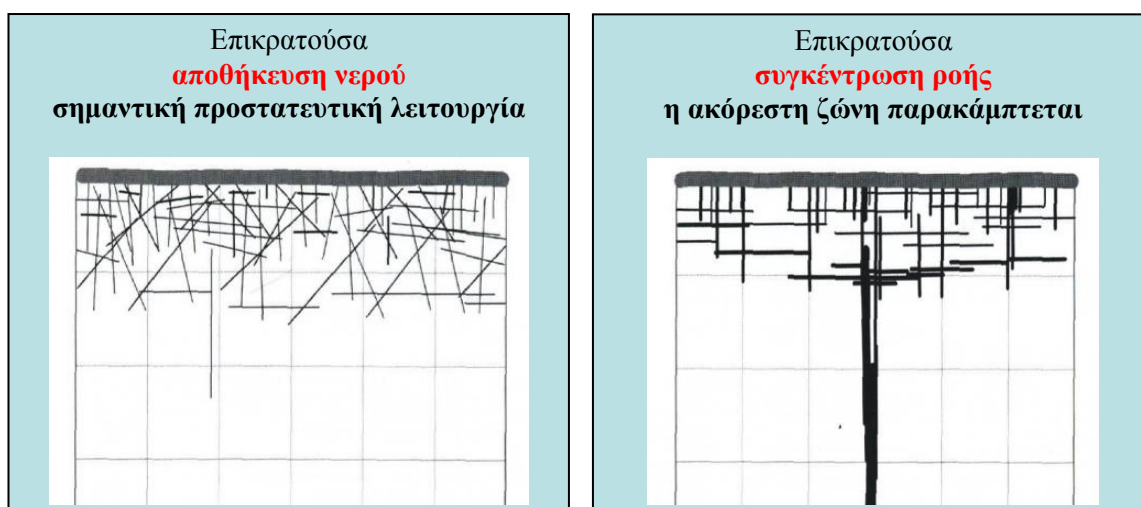 Επικρατούσα
αποθήκευση νερού
σημαντική προστατευτική λειτουργία
Επικρατούσα
συγκέντρωση ροής
η ακόρεστη ζώνη παρακάμπτεται